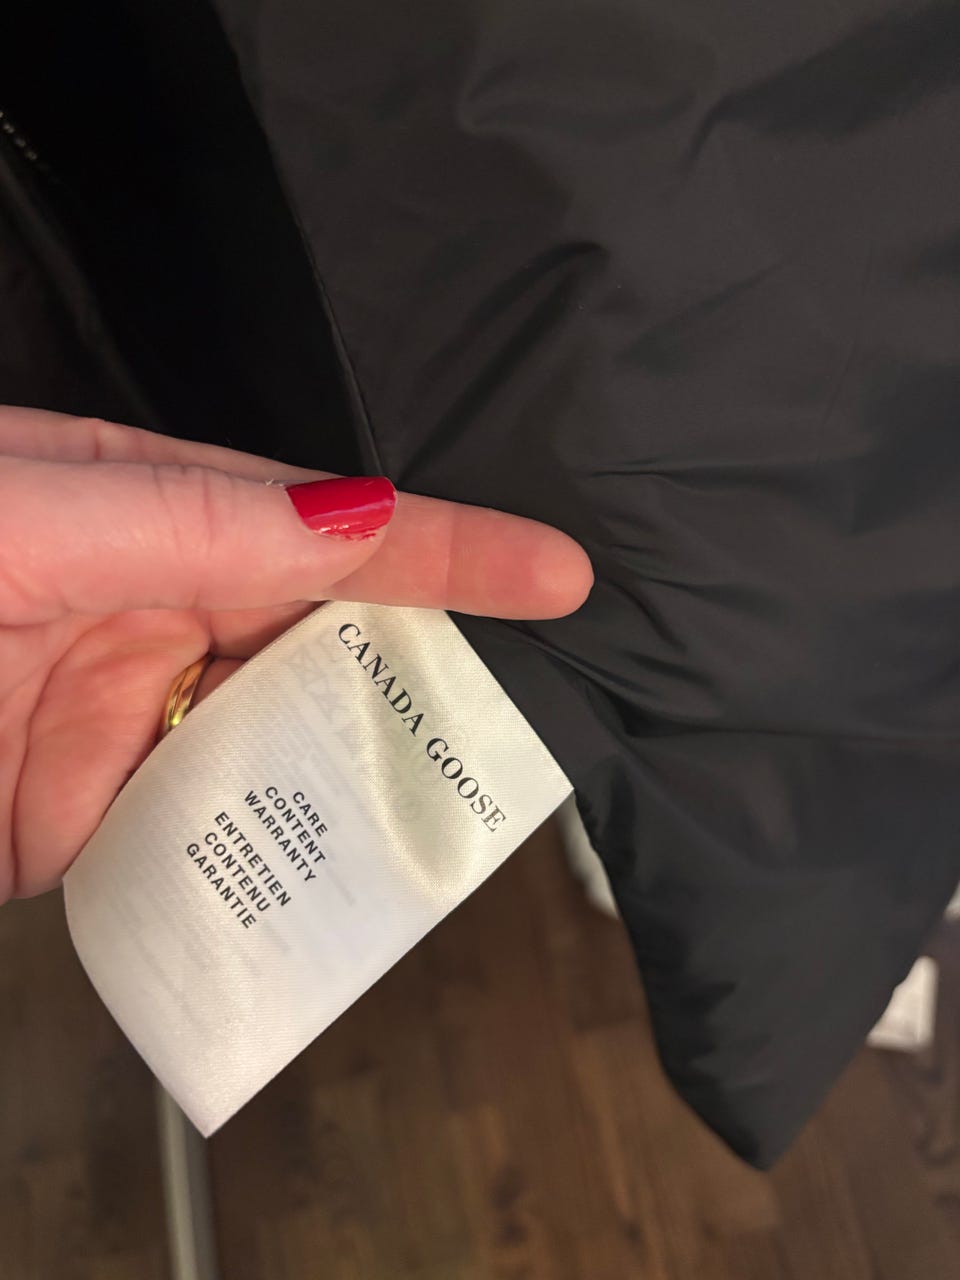 CANADA GOOSE
CARE
CONTENT
WARRANTY
ENTRETIEN
CONTENU
GARANTIE